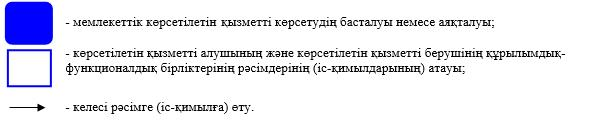 - мемлекеттік көрсетілетін қызметті көрсетудің басталуы немесе аяқталуы;
- көрсетілетін қызметті алушының және көрсетілетін қызметті берушінің құрылымдық-
функционалдық бірліктерінің рәсімдерінің (іс-қимылдарының) атауы;
- келесі рәсімге (іс-қимылға) өту.